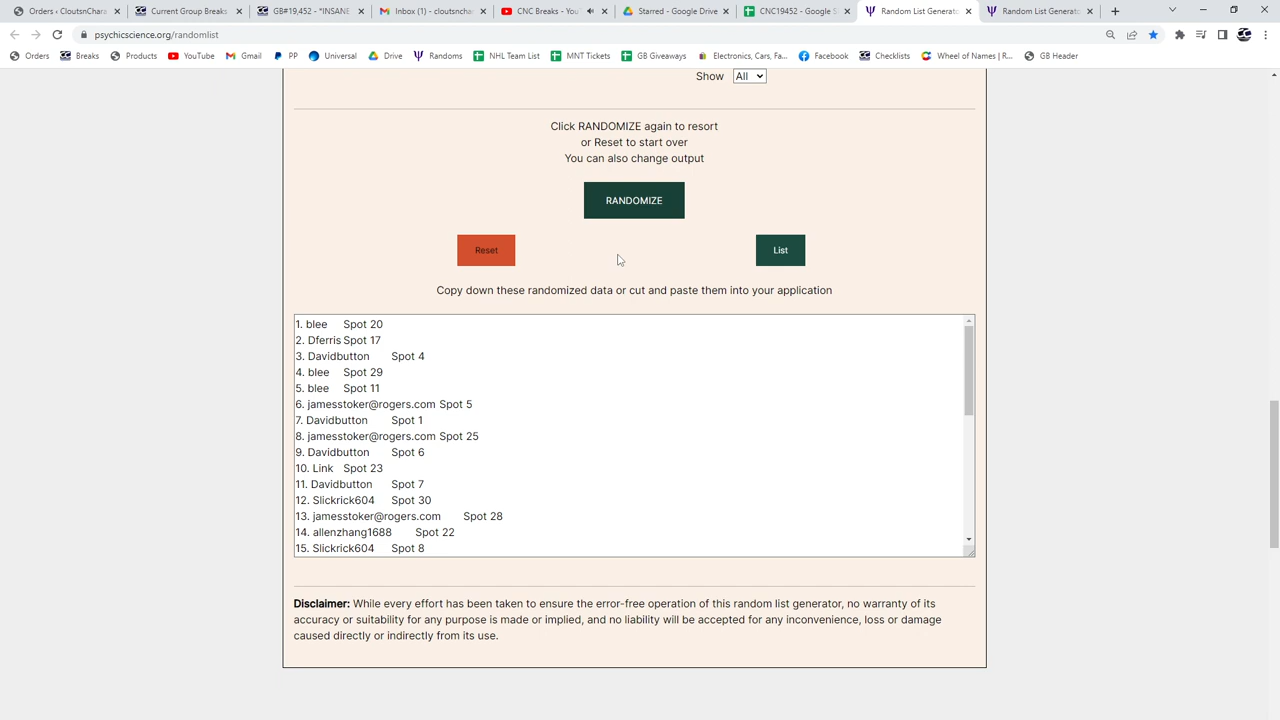 Orders ‹ CloutsnChara
Current Group Breaks
GB#19,452 - *INSANE
Inbox (1) - cloutsnchar
CNC Breaks - You
Starred - Google Drive
CNC19452 - Google S
Random List Generato
Random List Generato
psychicscience.org/randomlist
Orders
Breaks
Products
YouTube
Gmail
PP
Universal
Drive
Randoms
NHL Team List
MNT Tickets
GB Giveaways
Electronics, Cars, Fa...
Facebook
Checklists
Wheel of Names | R...
GB Header
Show All
Click RANDOMIZE again to resort
or Reset to start over
You can also change output
RANDOMIZE
Reset
List
Copy down these randomized data or cut and paste them into your application
1. blee Spot 20
2. Dferris Spot 17
3. Davidbutton Spot 4
4. blee Spot 29
5. blee Spot 11
6. jamesstoker@rogers.com Spot 5
7. Davidbutton Spot 1
8. jamesstoker@rogers.com Spot 25
9. Davidbutton Spot 6
10. Link Spot 23
11. Davidbutton Spot 7
12. Slickrick604 Spot 30
13. jamesstoker@rogers.com Spot 28
14. allenzhang1688 Spot 22
15. Slickrick604 Spot 8
Disclaimer: While every effort has been taken to ensure the error-free operation of this random list generator, no warranty of its
accuracy or suitability for any purpose is made or implied, and no liability will be accepted for any inconvenience, loss or damage
caused directly or indirectly from its use.